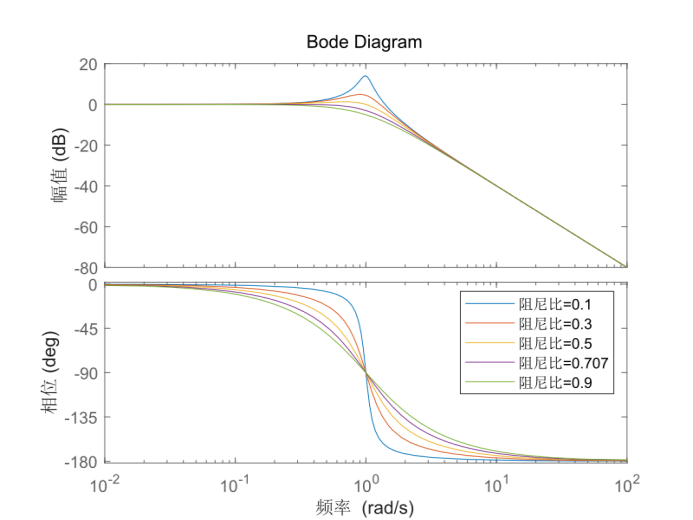 Bode Diagram
20
0
-20
-40
-60
-80
幅值 (dB)
0
-45
-90
-135
-180
相位 (deg)
阻尼比=0.1
阻尼比=0.3
阻尼比=0.5
阻尼比=0.707
阻尼比=0.9
10-2
10-1
100
101
102
频率 (rad/s)